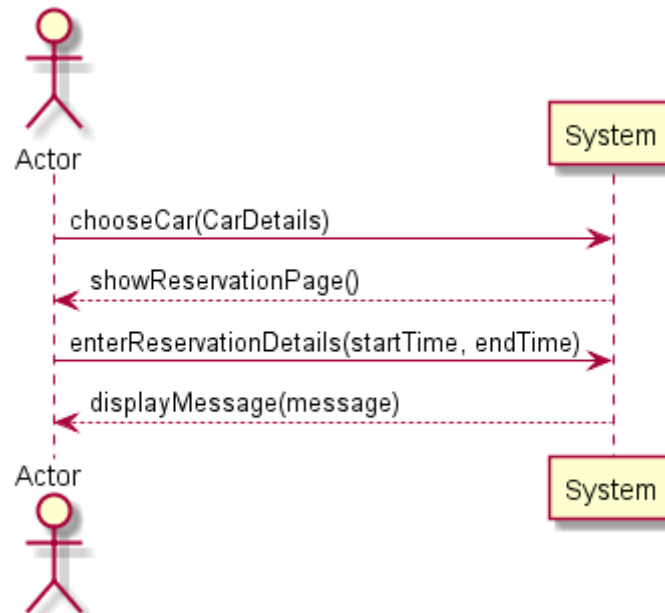 Actor
System
chooseCar(CarDetails)
showReservationPage()
enterReservationDetails(startTime, endTime)
displayMessage(message)
Actor
System